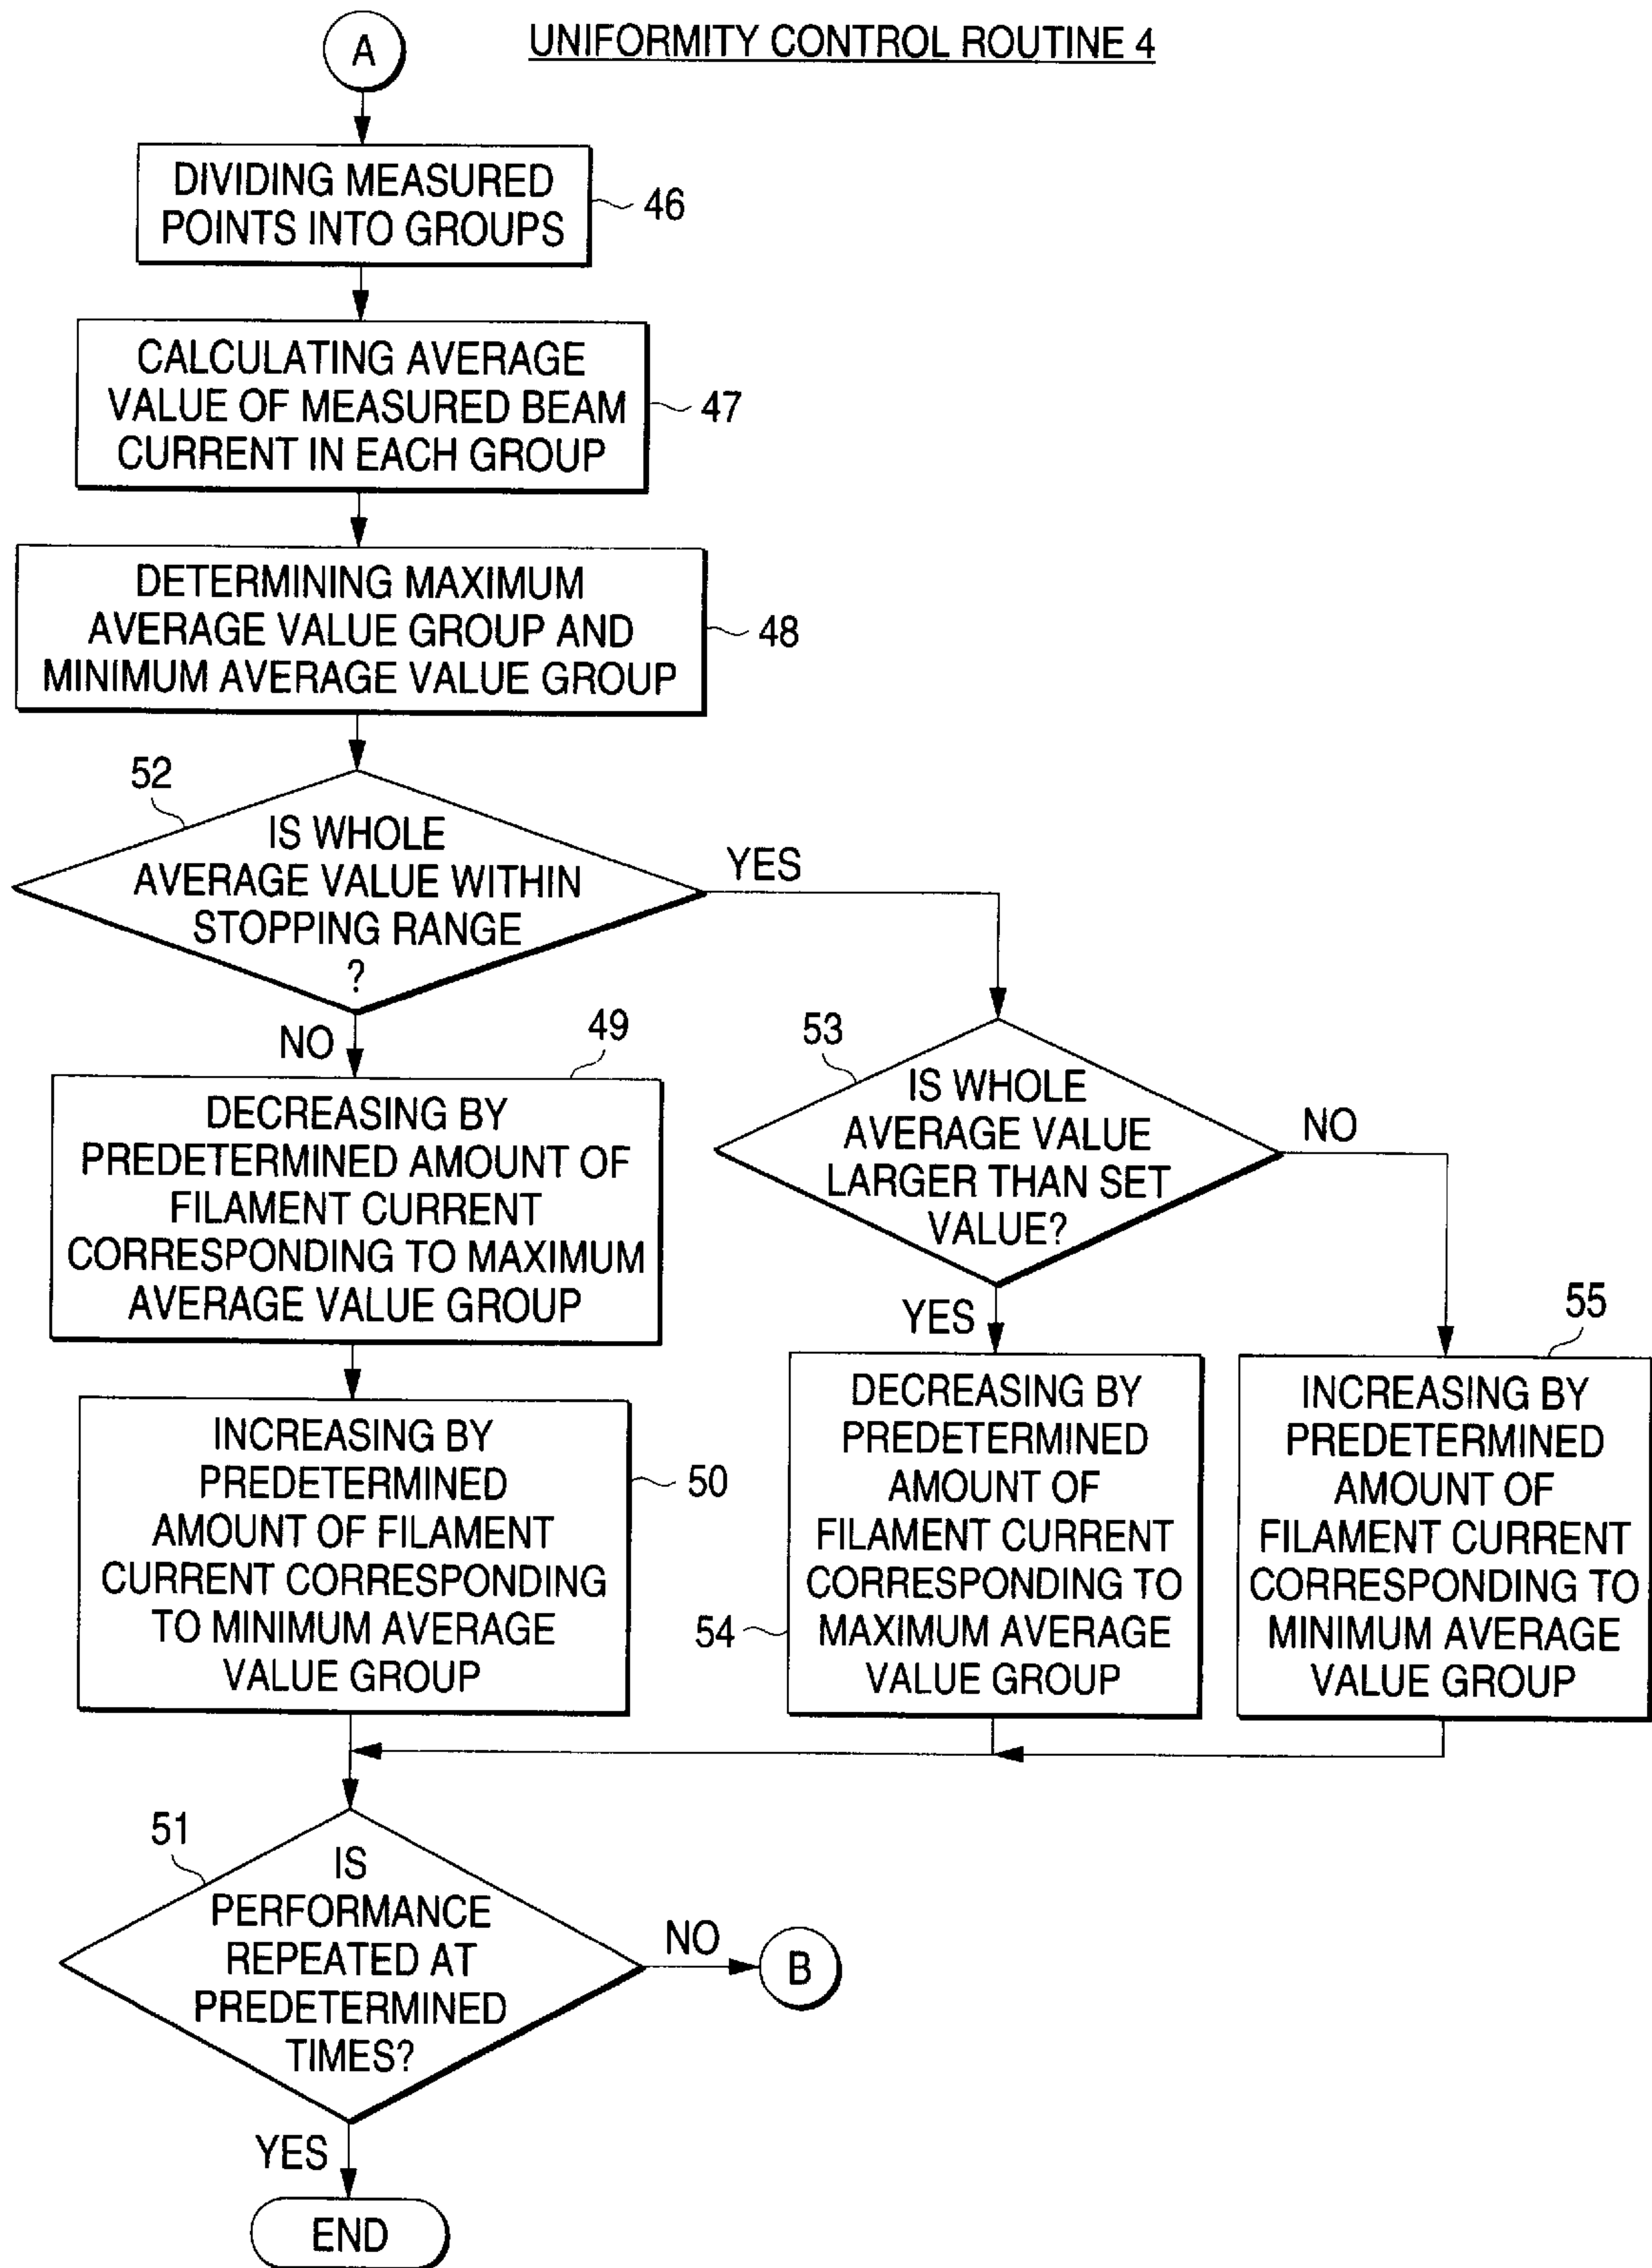 A
UNIFORMITY CONTROL ROUTINE 4
DIVIDING MEASURED
POINTS INTO GROUPS
46
CALCULATING AVERAGE
VALUE OF MEASURED BEAM
CURRENT IN EACH GROUP
47
DETERMINING MAXIMUM
AVERAGE VALUE GROUP AND
MINIMUM AVERAGE VALUE GROUP
48
52
IS WHOLE
AVERAGE VALUE WITHIN
STOPPING RANGE
?
YES
NO
49
DECREASING BY
PREDETERMINED AMOUNT OF
FILAMENT CURRENT
CORRESPONDING TO MAXIMUM
AVERAGE VALUE GROUP
53
IS WHOLE
AVERAGE VALUE
LARGER THAN SET
VALUE?
NO
YES
INCREASING BY
PREDETERMINED
AMOUNT OF FILAMENT
CURRENT CORRESPONDING
TO MINIMUM AVERAGE
VALUE GROUP
50
DECREASING BY
PREDETERMINED
AMOUNT OF
FILAMENT CURRENT
CORRESPONDING TO
MAXIMUM AVERAGE
VALUE GROUP
54
55
INCREASING BY
PREDETERMINED
AMOUNT OF
FILAMENT CURRENT
CORRESPONDING TO
MINIMUM AVERAGE
VALUE GROUP
51
IS
PERFORMANCE
REPEATED AT
PREDETERMINED
TIMES?
NO
B
YES
END